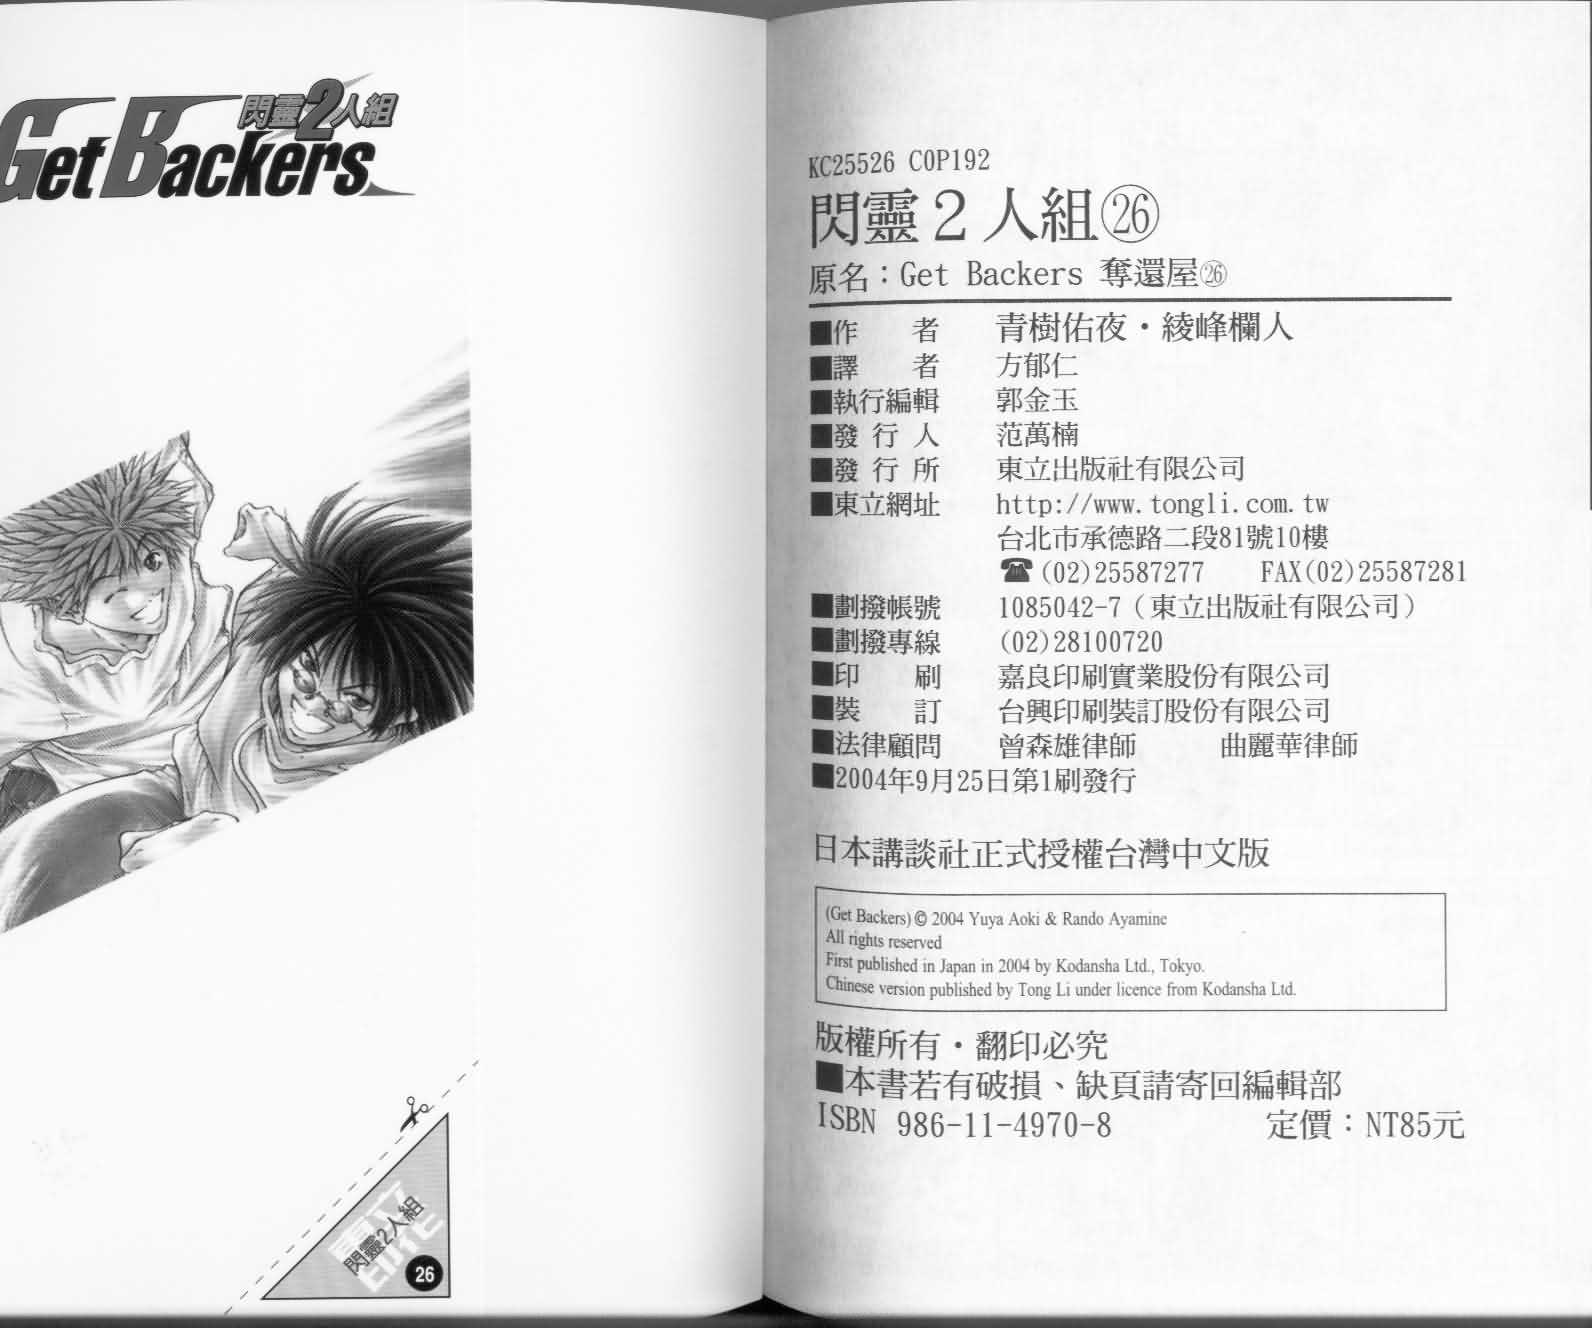 閃靈2人組
Get Backers
東立
閃靈2人組
印花
26
KC25526 COP192
閃靈2人組㉖
原名：Get Backers 奪還屋㉖
■作　者　青樹佑夜・綾峰欄人
■譯　者　方郁仁
■執行編輯　郭金玉
■發 行 人　范萬楠
■發 行 所　東立出版社有限公司
■東立網址　http://www.tongli.com.tw
台北市承德路二段81號10樓
☎(02)25587277　FAX(02)25587281
■劃撥帳號　1085042-7（東立出版社有限公司）
■劃撥專線　(02)28100720
■印　刷　嘉良印刷實業股份有限公司
■裝　訂　台興印刷裝訂股份有限公司
■法律顧問　曾森雄律師　曲麗華律師
■2004年9月25日第1刷發行
日本講談社正式授權台灣中文版
(Get Backers) © 2004 Yuya Aoki & Rando Ayamine
All rights reserved
First published in Japan in 2004 by Kodansha Ltd., Tokyo.
Chinese version published by Tong Li under licence from Kodansha Ltd.
版權所有・翻印必究
■本書若有破損、缺頁請寄回編輯部
ISBN 986-11-4970-8　定價：NT85元